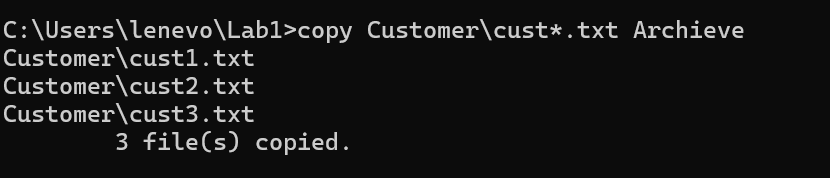 C:\Users\lenevo\Lab1>copy Customer\cust*.txt Archieve
Customer\cust1.txt
Customer\cust2.txt
Customer\cust3.txt
        3 file(s) copied.